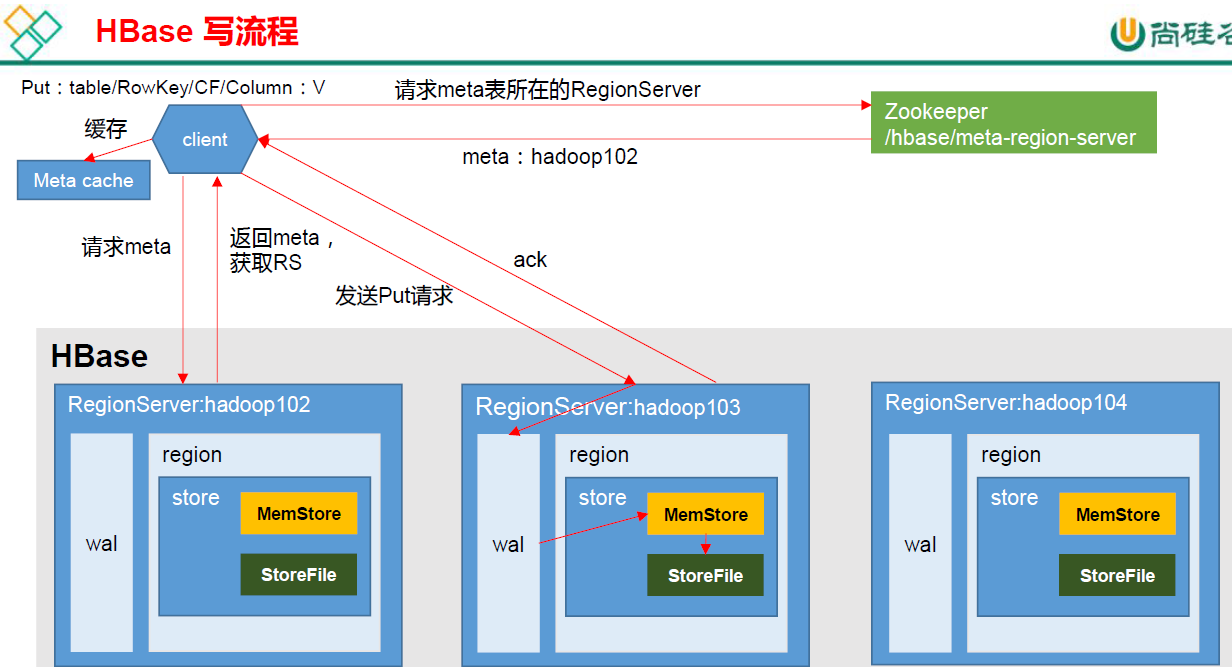 HBase 写流程
尚硅谷
Put：table/RowKey/CF/Column：V
请求meta表所在的RegionServer
Zookeeper
/hbase/meta-region-server
缓存
client
meta：hadoop102
Meta cache
请求meta
返回meta，
获取RS
ack
发送Put请求
HBase
RegionServer:hadoop102
wal
region
store
MemStore
StoreFile
RegionServer:hadoop103
wal
region
store
MemStore
StoreFile
RegionServer:hadoop104
wal
region
store
MemStore
StoreFile